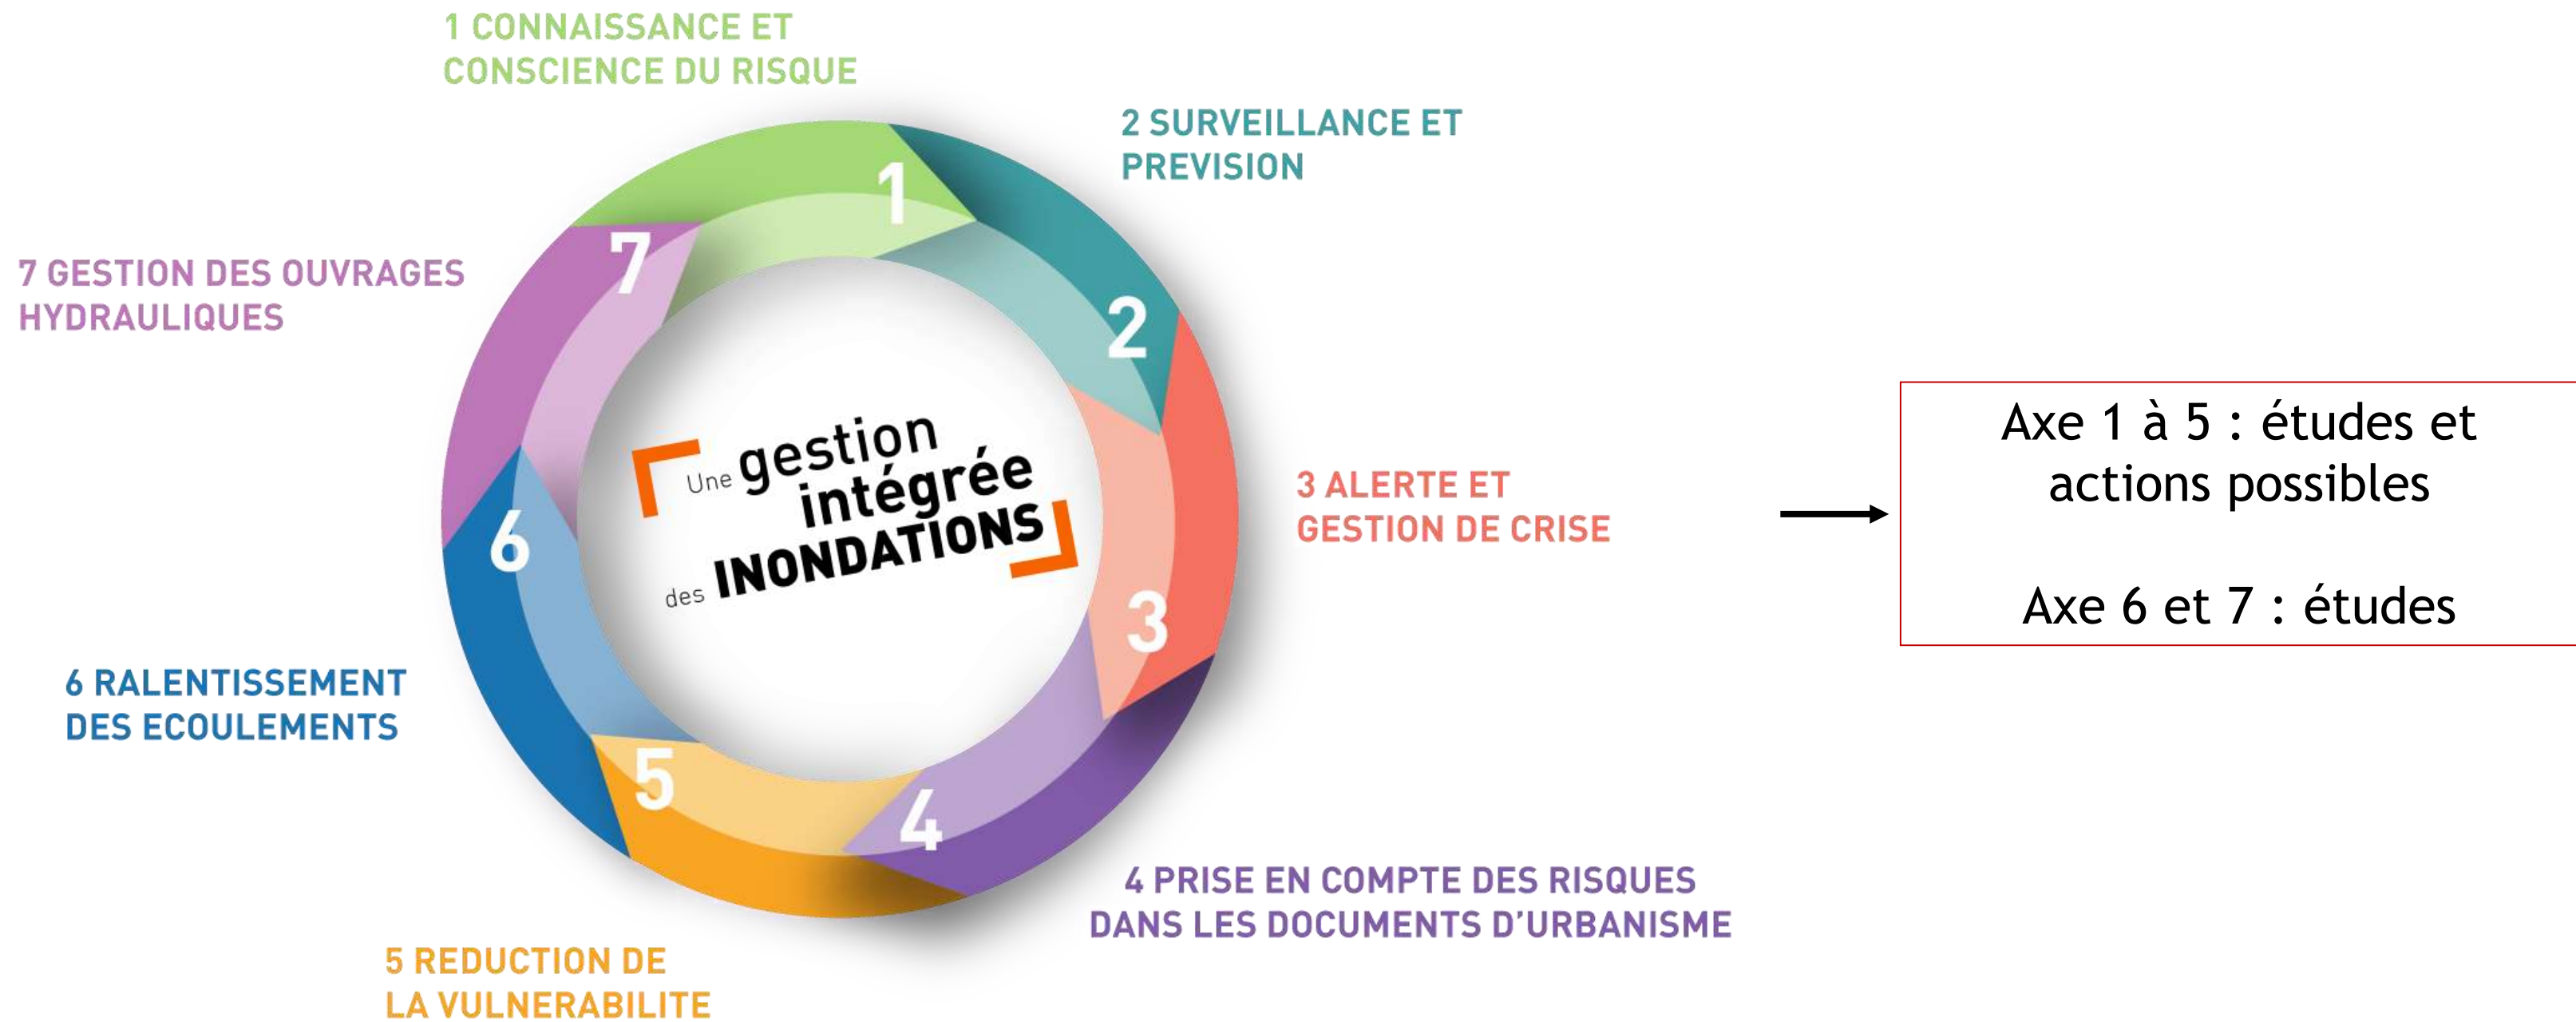 1 CONNAISSANCE ET
CONSCIENCE DU RISQUE
2 SURVEILLANCE ET
PREVISION
3 ALERTE ET
GESTION DE CRISE
4 PRISE EN COMPTE DES RISQUES
DANS LES DOCUMENTS D'URBANISME
5 REDUCTION DE
LA VULNERABILITE
6 RALENTISSEMENT
DES ECOULEMENTS
7 GESTION DES OUVRAGES
HYDRAULIQUES
1
2
3
4
5
6
7
Une gestion
intégrée
des INONDATIONS
Axe 1 à 5 : études et
actions possibles
Axe 6 et 7 : études